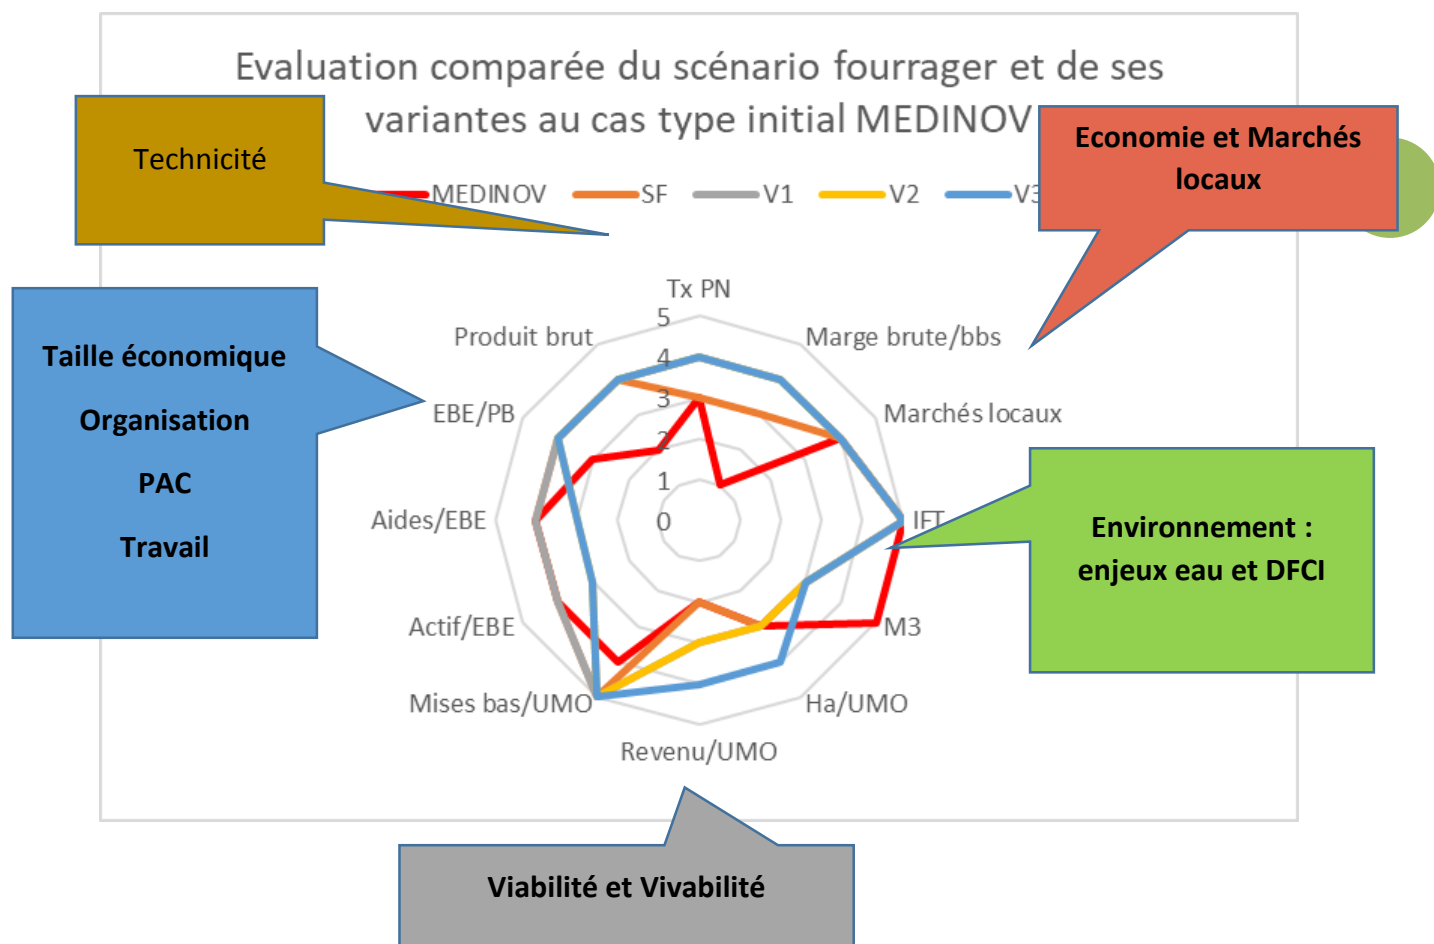 Evaluation comparée du scénario fourrager et de ses
variantes au cas type initial MEDINOV
Technicité
Economie et Marchés
locaux
MEDINOV
SF
V1
V2
V3
Taille économique
Organisation
PAC
Travail
Tx PN
Marge brute/bbs
Marchés locaux
IFT
M3
Ha/UMO
Revenu/UMO
Mises bas/UMO
Actif/EBE
Aides/EBE
EBE/PB
Produit brut
5
4
3
2
1
0
Environnement :
enjeux eau et DFCI
Viabilité et Vivabilité